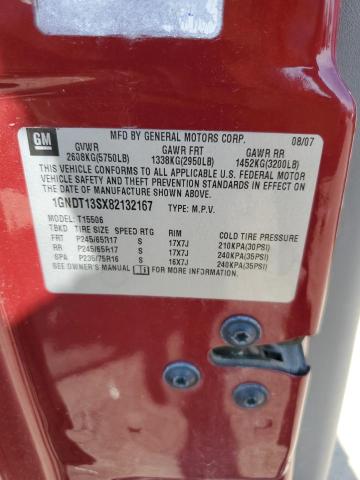 GM
MFD BY GENERAL MOTORS CORP. 08/07
GVWR GAWR FRT GAWR RR
2608KG(5750LB) 1338KG(2950LB) 1452KG(3200LB)
THIS VEHICLE CONFORMS TO ALL APPLICABLE U.S. FEDERAL MOTOR
VEHICLE SAFETY AND THEFT PREVENTION STANDARDS IN EFFECT ON THE
DATE OF MANUFACTURE SHOWN ABOVE.
1GNDT13SX82132167 TYPE: M.P.V.
MODEL: T15506
TBKD TIRE SIZE SPEED RTG RIM COLD TIRE PRESSURE
FRT P245/65R17 S 17X7J 210KPA(30PSI)
RR P245/65R17 S 17X7J 240KPA(35PSI)
SPA P235/75R16 S 16X7J 240KPA(35PSI)
SEE OWNER'S MANUAL FOR MORE INFORMATION.